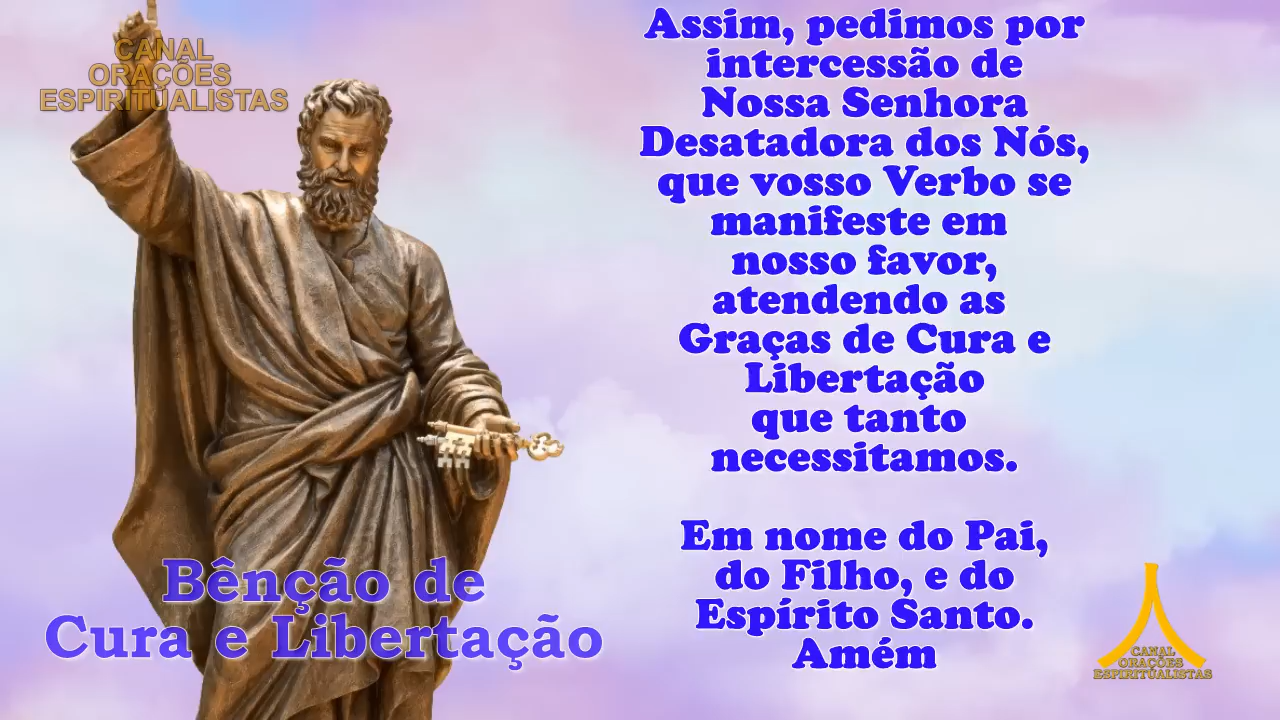 CANAL
ORAÇÕES
ESPIRITUALISTAS
Assim, pedimos por
intercessão de
Nossa Senhora
Desatadora dos Nós,
que vosso Verbo se
manifeste em
nosso favor,
atendendo as
Graças de Cura e
Libertação
que tanto
necessitamos.
Em nome do Pai,
do Filho, e do
Espírito Santo.
Amém
Bênção de
Cura e Libertação
CANAL
ORAÇÕES
ESPIRITUALISTAS